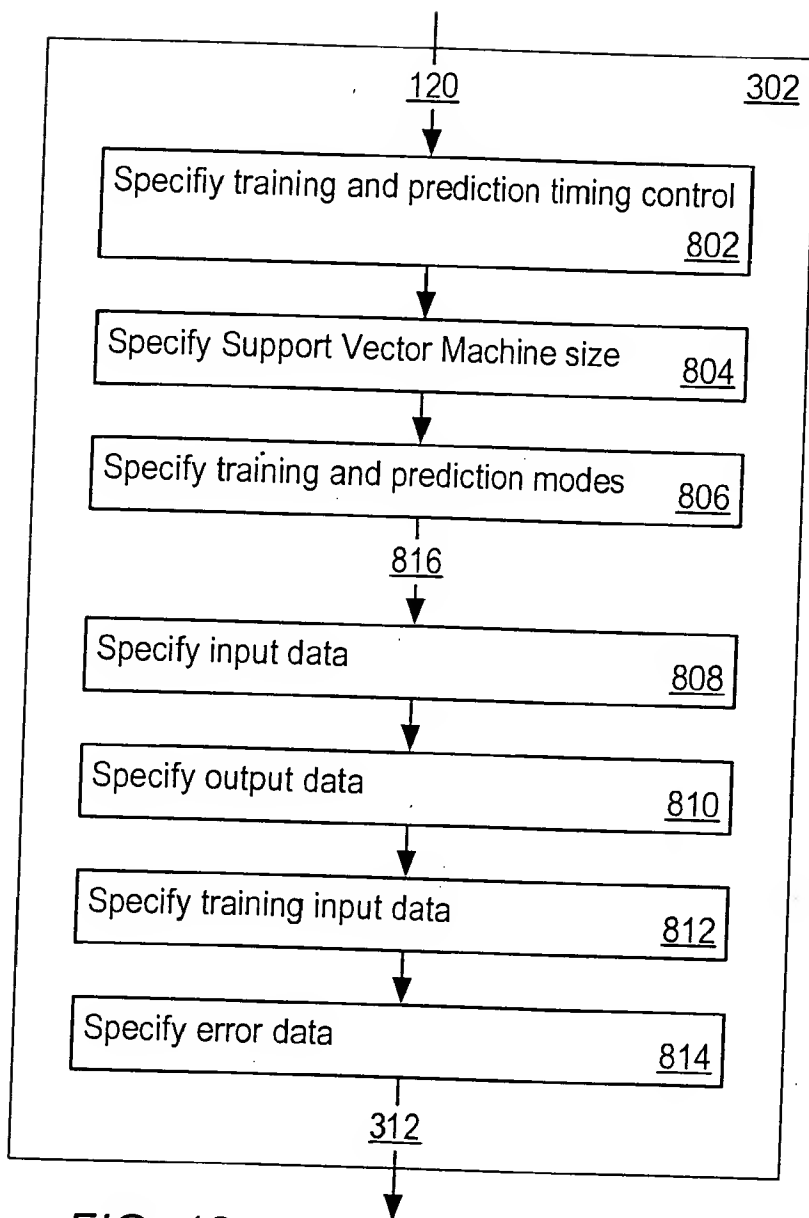 120
302
Specifiy training and prediction timing control
802
Specify Support Vector Machine size
804
Specify training and prediction modes
806
816
Specify input data
808
Specify output data
810
Specify training input data
812
Specify error data
814
312